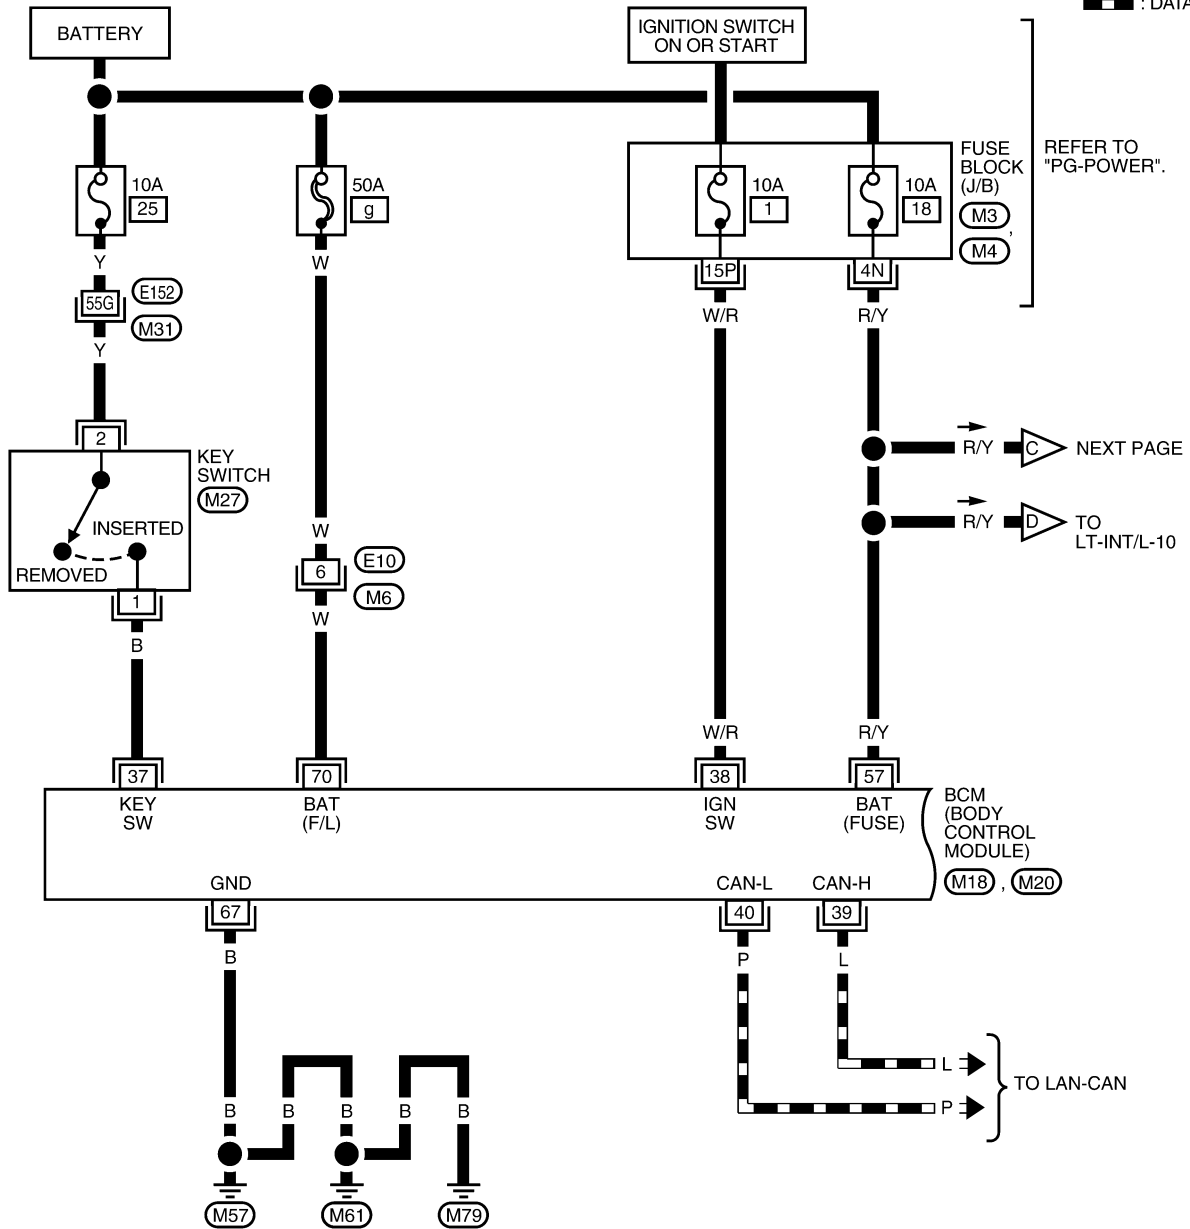 : DATA
BATTERY
IGNITION SWITCH
ON OR START
10A
25
50A
g
10A
1
10A
18
FUSE
BLOCK
(J/B)
M3
,
M4
REFER TO
"PG-POWER".
Y
W
15P
4N
55G
E152
M31
W/R
R/Y
Y
2
KEY
SWITCH
M27
INSERTED
REMOVED
1
B
R/Y
C
NEXT PAGE
R/Y
D
TO
LT-INT/L-10
W
6
E10
M6
W
W/R
R/Y
37
70
38
57
KEY
SW
BAT
(F/L)
IGN
SW
BAT
(FUSE)
BCM
(BODY
CONTROL
MODULE)
M18 , M20
GND
CAN-L
CAN-H
67
40
39
B
P
L
L
P
TO LAN-CAN
B
B
B
B
B
M57
M61
M79